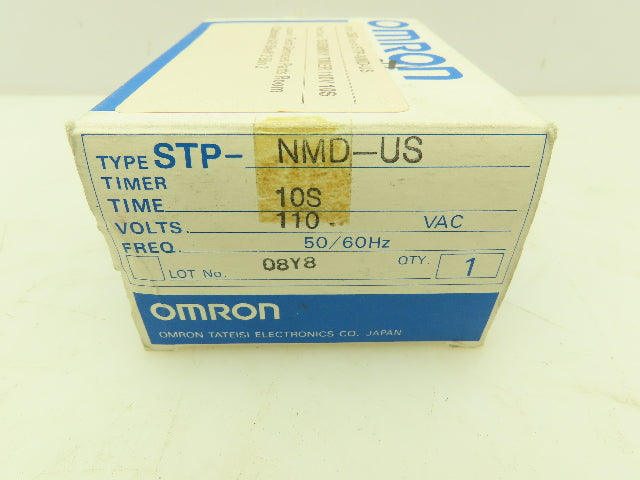 OMRON
TYPE STP- NMD-US
TIMER
TIME 10S
VOLTS 110 VAC
FREQ. 50/60Hz
LOT No. 08Y8 QTY. 1
OMRON
OMRON TATEISI ELECTRONICS CO. JAPAN